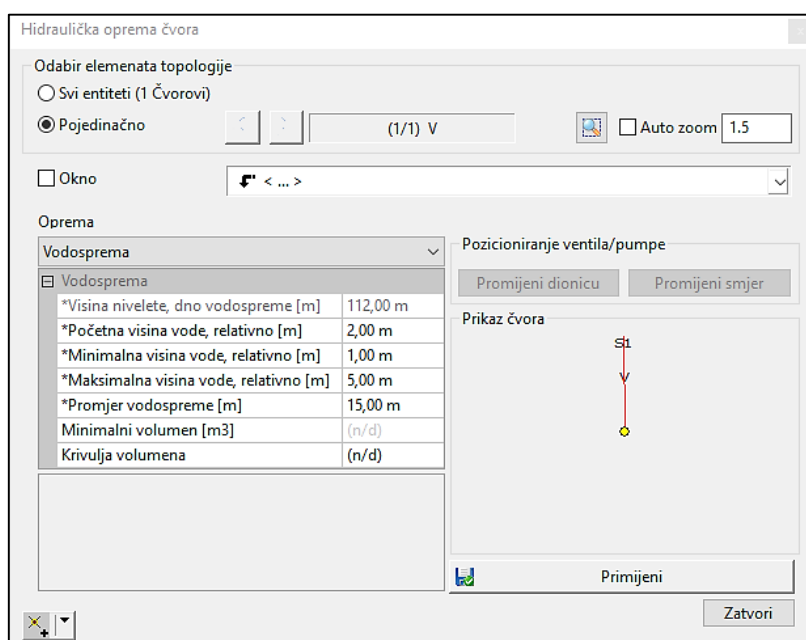 Hidraulička oprema čvora
Odabir elemenata topologije
Svi entiteti (1 Čvorovi)
Pojedinačno
(1/1) V
Auto zoom
1.5
Okno
< ... >
Oprema
Vodosprema
Vodosprema
*Visina nivelete, dno vodospreme [m] 112,00 m
*Početna visina vode, relativno [m] 2,00 m
*Minimalna visina vode, relativno [m] 1,00 m
*Maksimalna visina vode, relativno [m] 5,00 m
*Promjer vodospreme [m] 15,00 m
Minimalni volumen [m3] (n/d)
Krivulja volumena (n/d)
Pozicioniranje ventila/pumpe
Promijeni dionicu
Promijeni smjer
Prikaz čvora
S1
V
Primijeni
Zatvori